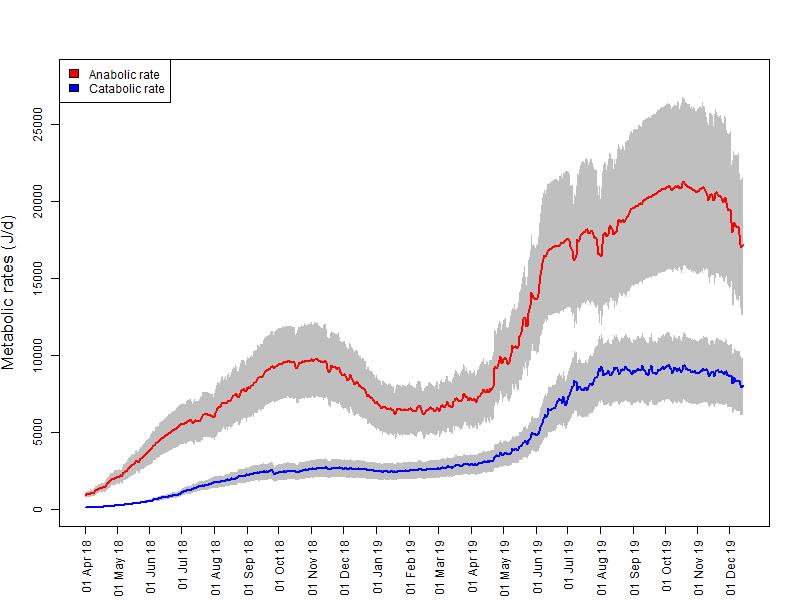 Anabolic rate
Catabolic rate
Metabolic rates (J/d)
25000
20000
15000
10000
5000
0
01 Apr 18
01 May 18
01 Jun 18
01 Jul 18
01 Aug 18
01 Sep 18
01 Oct 18
01 Nov 18
01 Dec 18
01 Jan 19
01 Feb 19
01 Mar 19
01 Apr 19
01 May 19
01 Jun 19
01 Jul 19
01 Aug 19
01 Sep 19
01 Oct 19
01 Nov 19
01 Dec 19